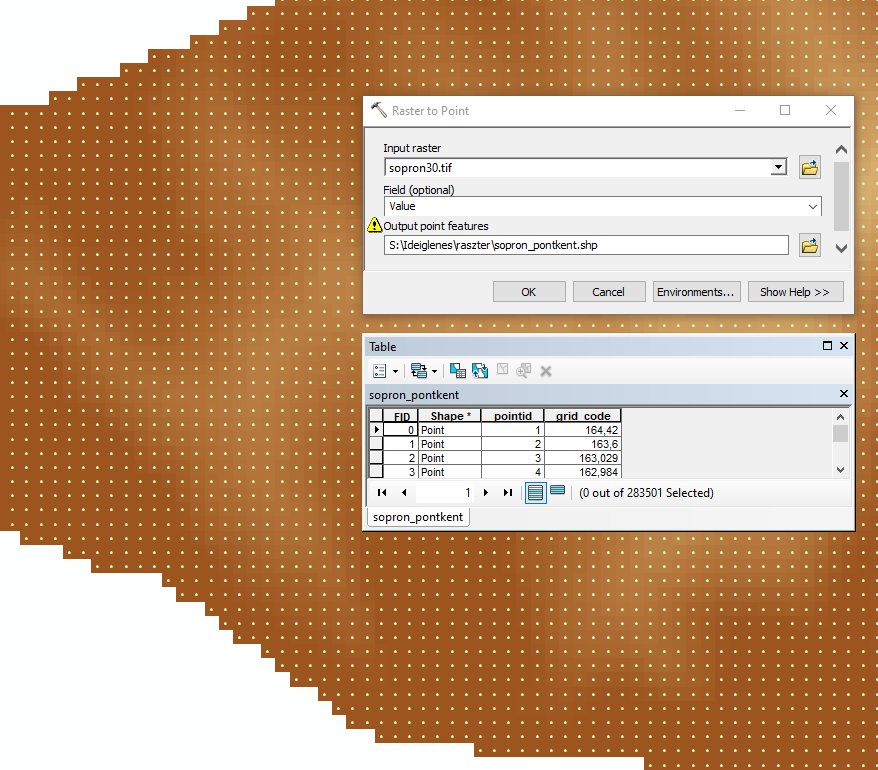 Raster to Point
Input raster
sopron30.tif
Field (optional)
Value
Output point features
S:\Ideiglenes\raszter\sopron_pontkent.shp
OK Cancel Environments... Show Help >>
Table
sopron_pontkent
FID Shape * pointid grid_code
0 Point 1 164,42
1 Point 2 163,6
2 Point 3 163,029
3 Point 4 162,984
1 (0 out of 283501 Selected)
sopron_pontkent